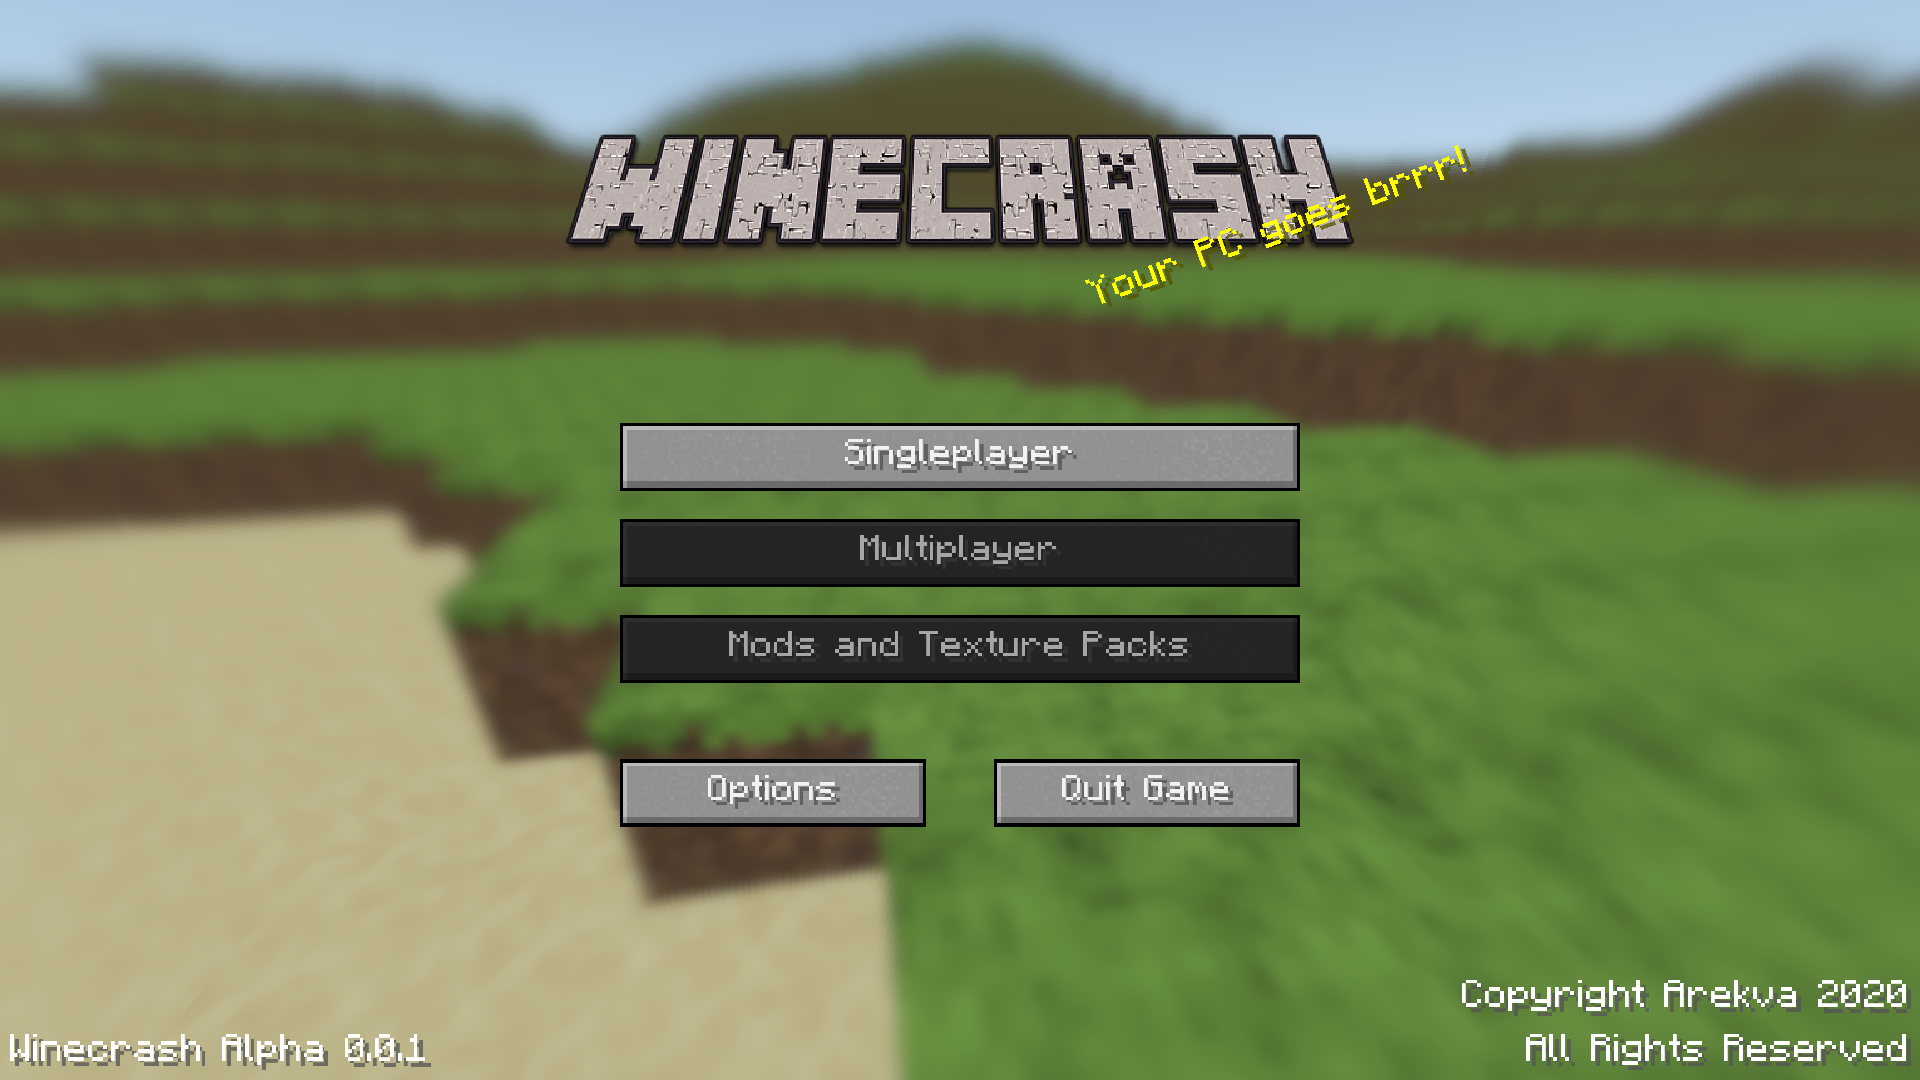 WINECRASH
Your PC goes brrr!
Singleplayer
Multiplayer
Mods and Texture Packs
Options
Quit Game
Copyright Arekva 2020
Winecrash Alpha 0.0.1
All Rights Reserved